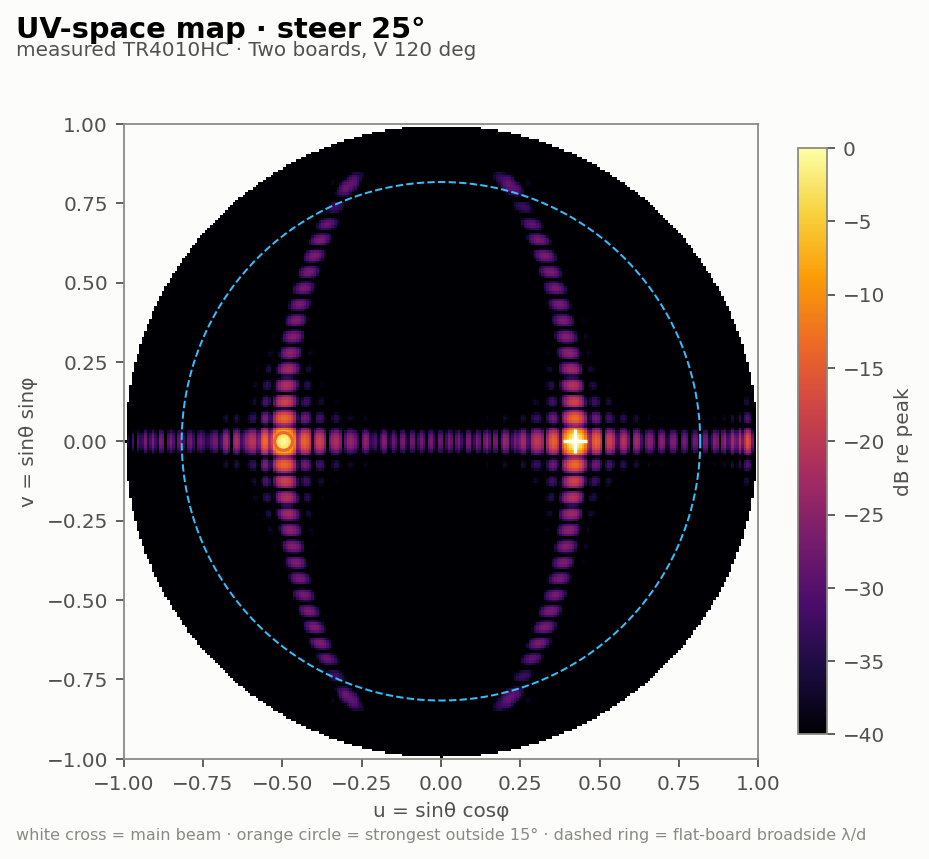 UV-space map · steer 25°
measured TR4010HC · Two boards, V 120 deg
1.00
0.75
0.50
0.25
0.00
−0.25
−0.50
−0.75
−1.00
v = sinθ sinφ
−1.00 −0.75 −0.50 −0.25 0.00 0.25 0.50 0.75 1.00
u = sinθ cosφ
0
−5
−10
−15
−20
−25
−30
−35
−40
dB re peak
white cross = main beam · orange circle = strongest outside 15° · dashed ring = flat-board broadside λ/d